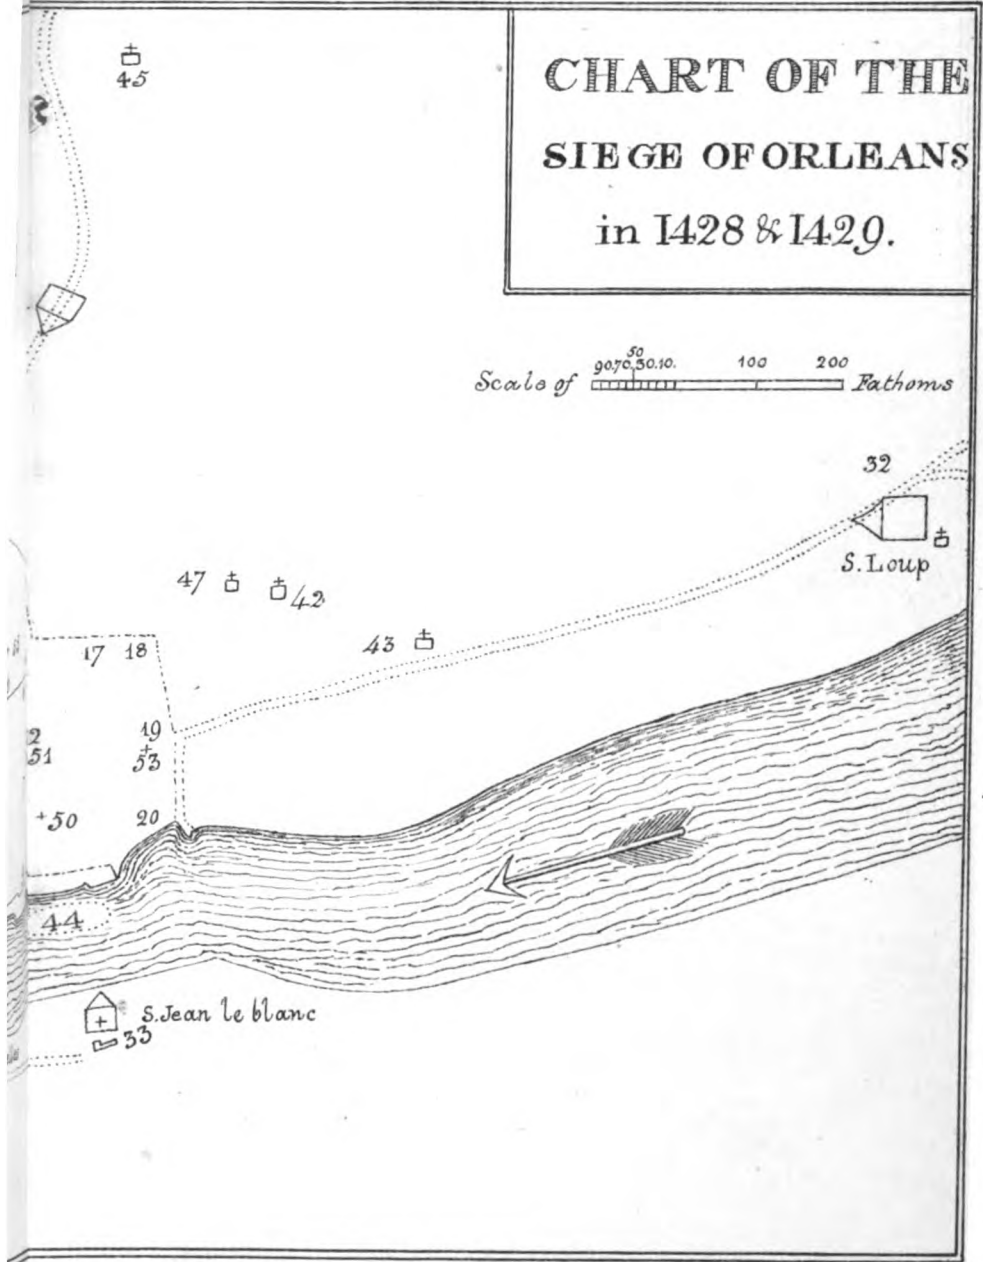 45
CHART OF THE
SIEGE OF ORLEANS
in 1428 & 1429.
50
90.70.30.10. 100 200
Scale of Fathoms
32
S. Loup
47 42
43
17 18
19
2
51
53
50
20
44
S. Jean le blanc
33